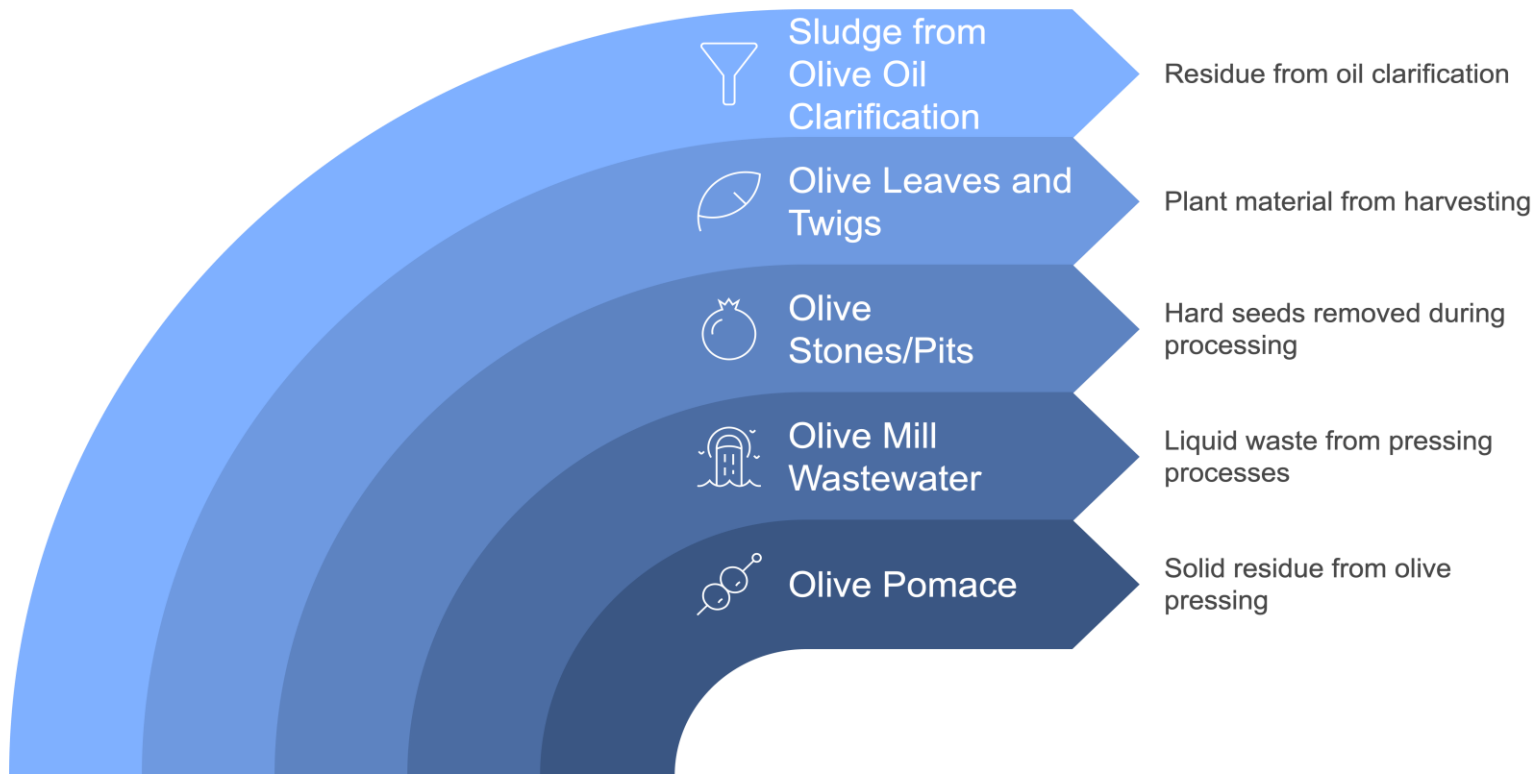 Sludge from
Olive Oil
Clarification
Residue from oil clarification
Olive Leaves and
Twigs
Plant material from harvesting
Olive
Stones/Pits
Hard seeds removed during
processing
Olive Mill
Wastewater
Liquid waste from pressing
processes
Olive Pomace
Solid residue from olive
pressing